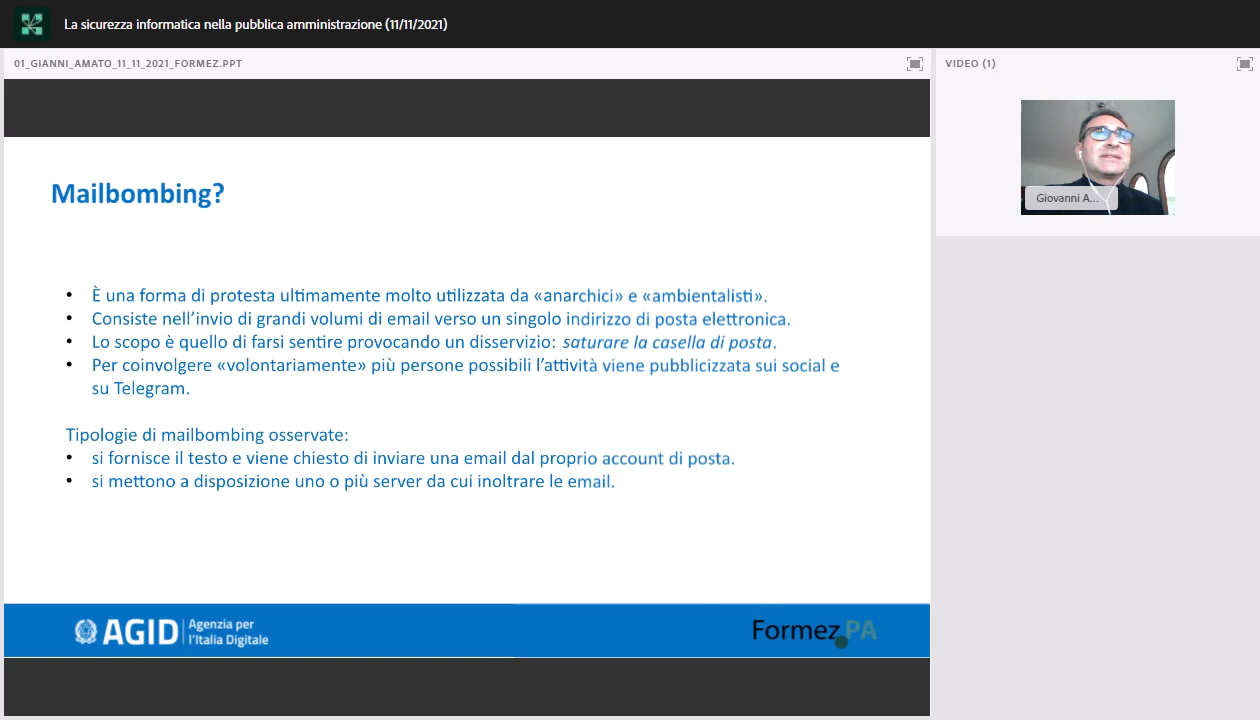 La sicurezza informatica nella pubblica amministrazione (11/11/2021)
01_GIANNI_AMATO_11_11_2021_FORMEZ.PPT
VIDEO (1)
Giovanni A...
Mailbombing?
• È una forma di protesta ultimamente molto utilizzata da «anarchici» e «ambientalisti».
• Consiste nell’invio di grandi volumi di email verso un singolo indirizzo di posta elettronica.
• Lo scopo è quello di farsi sentire provocando un disservizio: saturare la casella di posta.
• Per coinvolgere «volontariamente» più persone possibili l’attività viene pubblicizzata sui social e
su Telegram.
Tipologie di mailbombing osservate:
• si fornisce il testo e viene chiesto di inviare una email dal proprio account di posta.
• si mettono a disposizione uno o più server da cui inoltrare le email.
AGID
Agenzia per
l’Italia Digitale
Formez PA